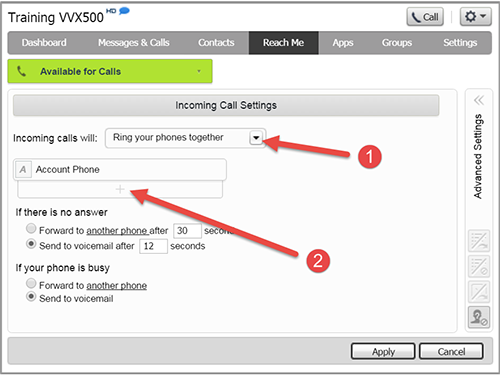 Training VVX500 HD
Call
Dashboard Messages & Calls Contacts Reach Me Apps Groups Settings
Available for Calls
Incoming Call Settings
Incoming calls will: Ring your phones together
1
A Account Phone
+
2
If there is no answer
Forward to another phone after 30 seconds
Send to voicemail after 12 seconds
If your phone is busy
Forward to another phone
Send to voicemail
Advanced Settings
Apply Cancel